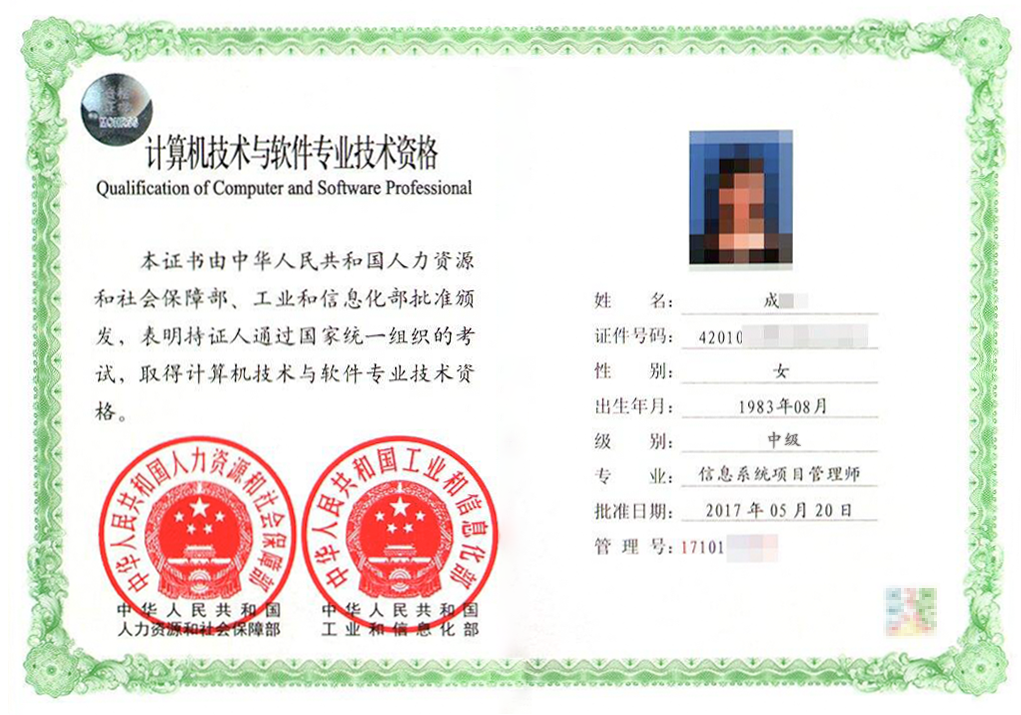 计算机技术与软件专业技术资格
Qualification of Computer and Software Professional
本证书由中华人民共和国人力资源
和社会保障部、工业和信息化部批准颁
发，表明持证人通过国家统一组织的考
试，取得计算机技术与软件专业技术资
格。
中华人民共和国人力资源和社会保障部
中华人民共和国工业和信息化部
中华人民共和国
人力资源和社会保障部
中华人民共和国
工业和信息化部
姓名：成
证件号码：42010
性别：女
出生年月：1983年08月
级别：中级
专业：信息系统项目管理师
批准日期：2017年05月20日
管理号：17101